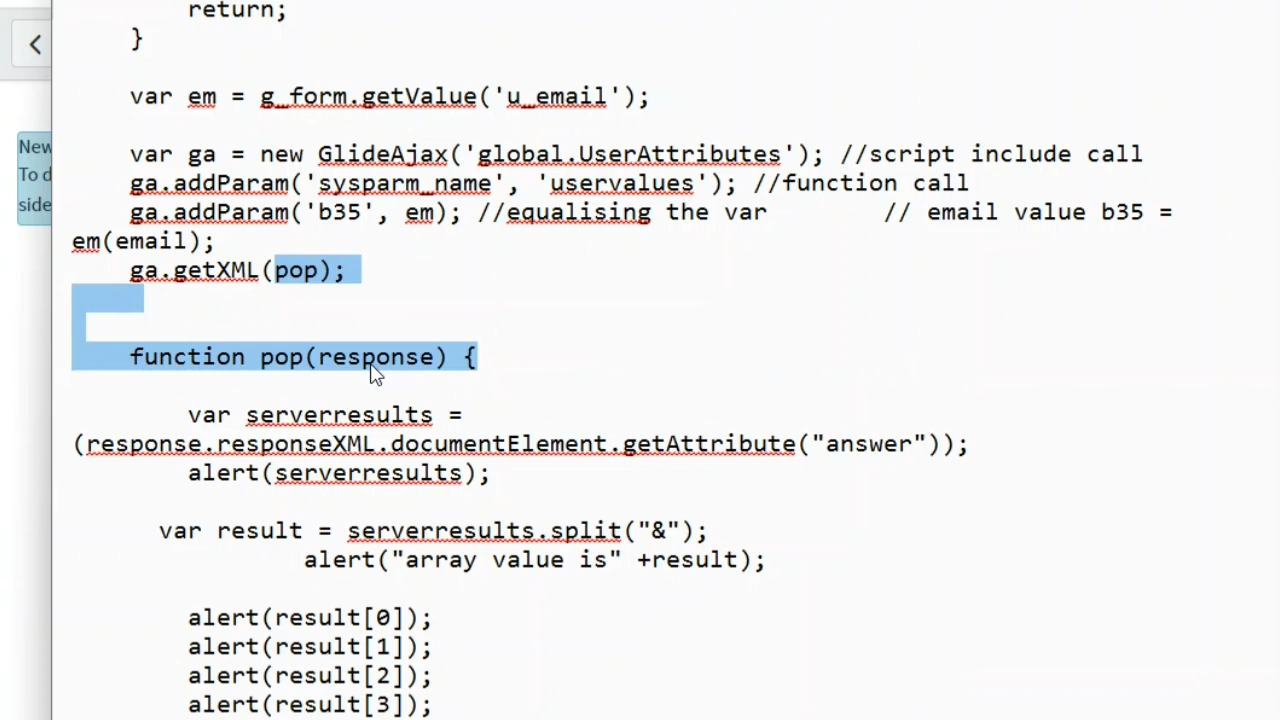 return;
}
var em = g_form.getValue('u_email');
var ga = new GlideAjax('global.UserAttributes'); //script include call
ga.addParam('sysparm_name', 'uservalues'); //function call
ga.addParam('b35', em); //equalising the var // email value b35 =
em(email);
ga.getXML(pop);
function pop(response) {
var serverresults =
(response.responseXML.documentElement.getAttribute("answer"));
alert(serverresults);
var result = serverresults.split("&");
alert("array value is" +result);
alert(result[0]);
alert(result[1]);
alert(result[2]);
alert(result[3]);
New
To d
side